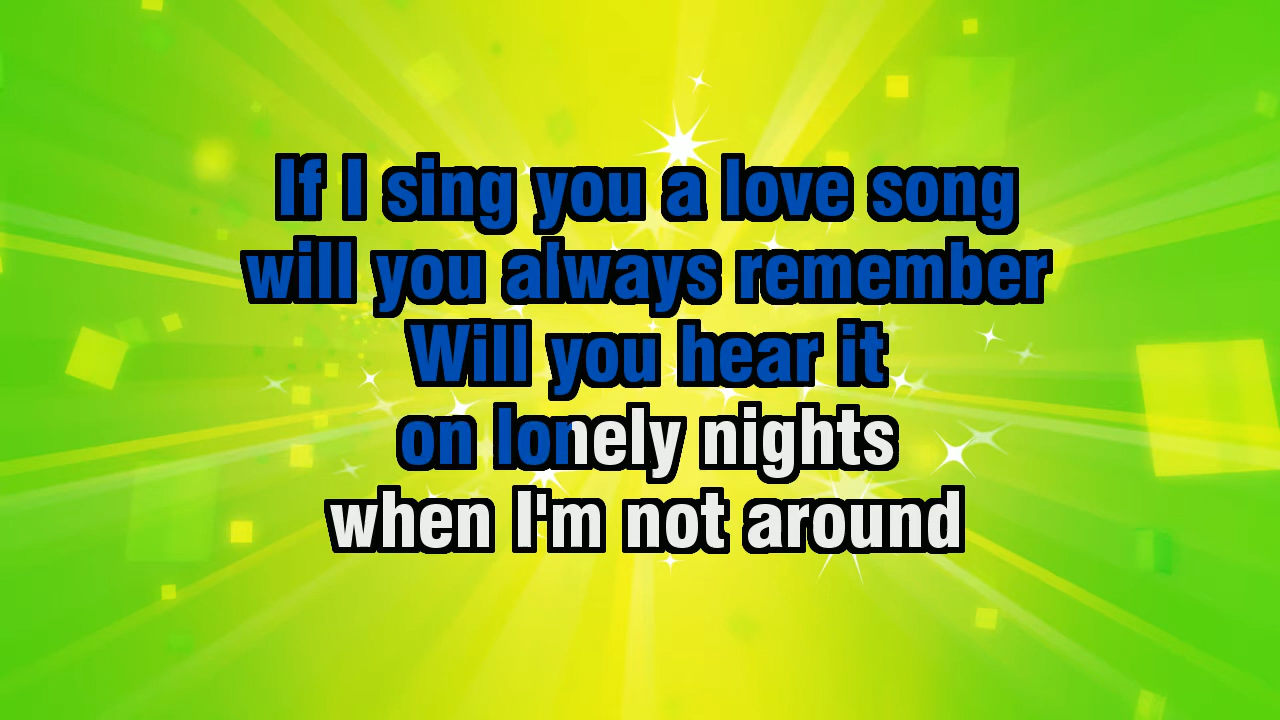 If I sing you a love song
will you always remember
Will you hear it
on lonely nights
when I'm not around